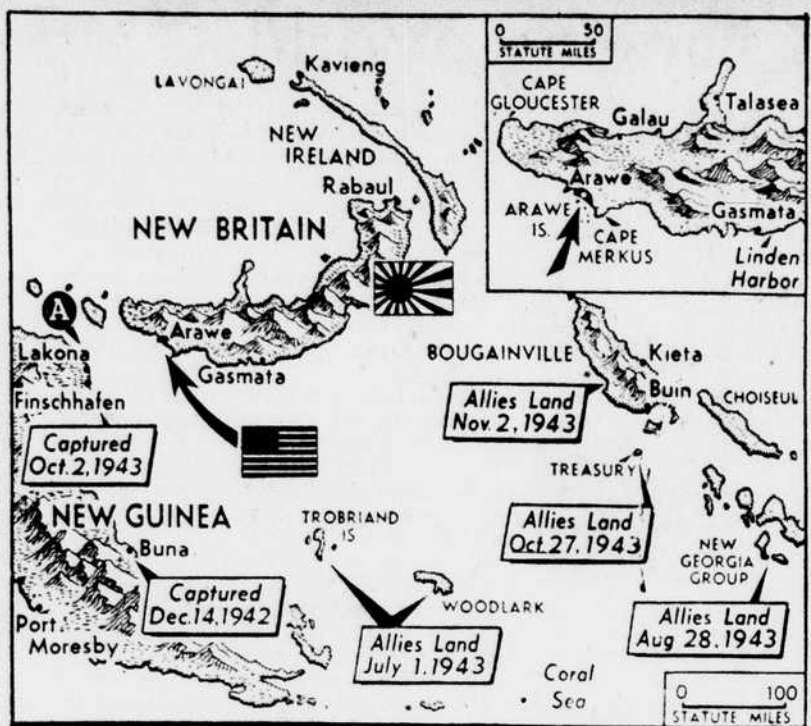 0 50
STATUTE MILES
CAPE
GLOUCESTER
Galau
Talasea
Arawe
ARAWE
IS.
CAPE
MERKUS
Gasmata
Linden
Harbor
LAVONGAI
Kavieng
NEW
IRELAND
Rabaul
NEW BRITAIN
A
Arawe
Gasmata
Lakona
Finschhafen
Captured
Oct. 2, 1943
BOUGAINVILLE
Kieta
Buin
CHOISEUL
Allies Land
Nov. 2, 1943
TREASURY
Allies Land
Oct. 27, 1943
NEW
GEORGIA
GROUP
Allies Land
Aug 28, 1943
NEW GUINEA
Buna
Captured
Dec. 14, 1942
Port
Moresby
TROBRIAND
IS
WOODLARK
Allies Land
July 1, 1943
Coral
Sea
0 100
STATUTE MILES